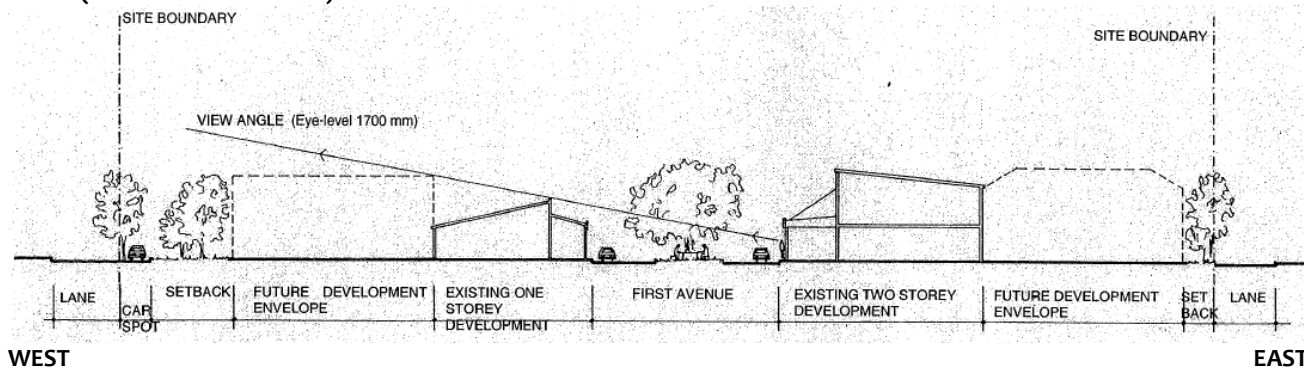 SITE BOUNDARY
SITE BOUNDARY
VIEW ANGLE (Eye-level 1700 mm)
LANE
CAR
SPOT
SETBACK
FUTURE DEVELOPMENT
ENVELOPE
EXISTING ONE
STOREY
DEVELOPMENT
FIRST AVENUE
EXISTING TWO STOREY
DEVELOPMENT
FUTURE DEVELOPMENT
ENVELOPE
SET
BACK
LANE
WEST
EAST